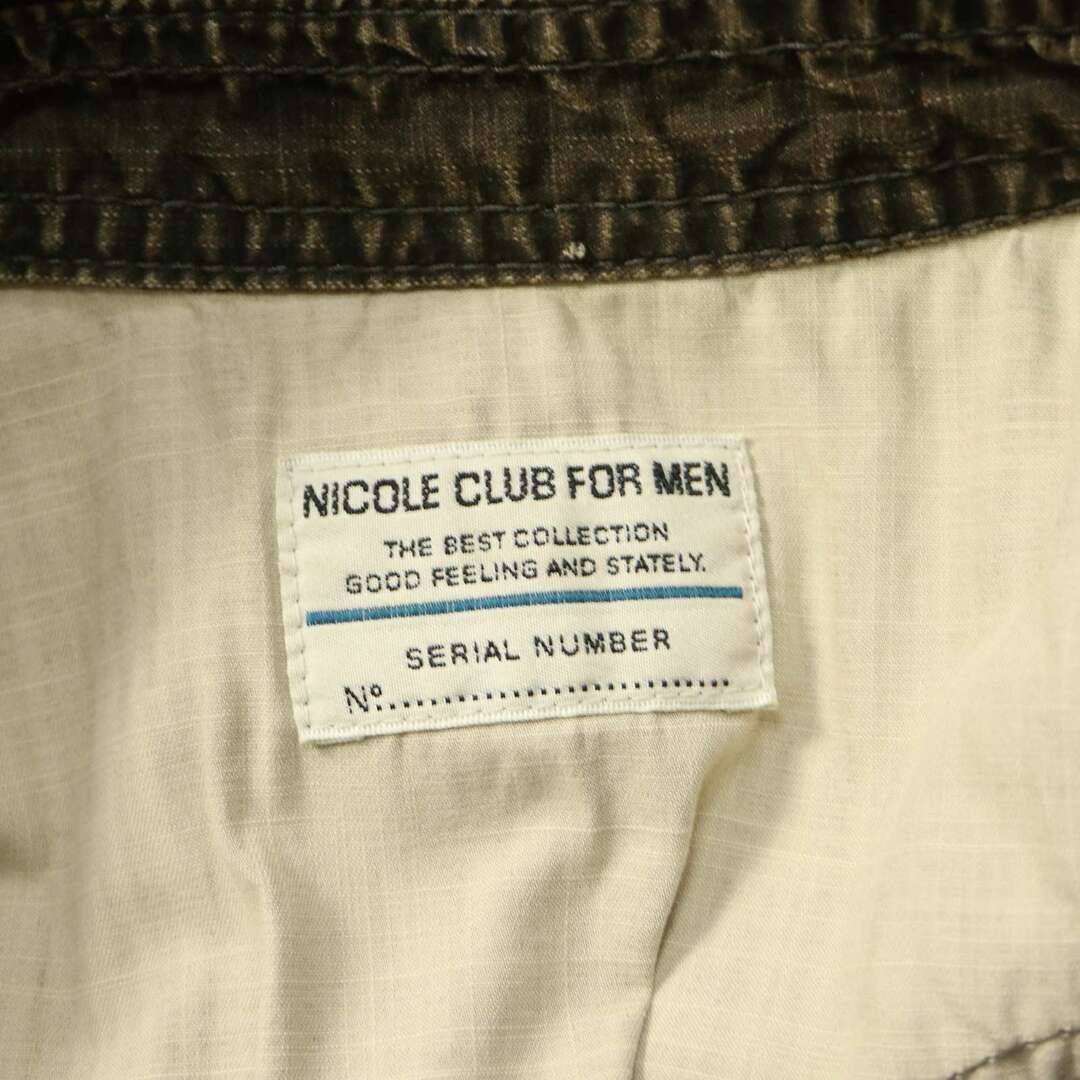 NICOLE CLUB FOR MEN
THE BEST COLLECTION
GOOD FEELING AND STATELY.
SERIAL NUMBER
Nº..............................